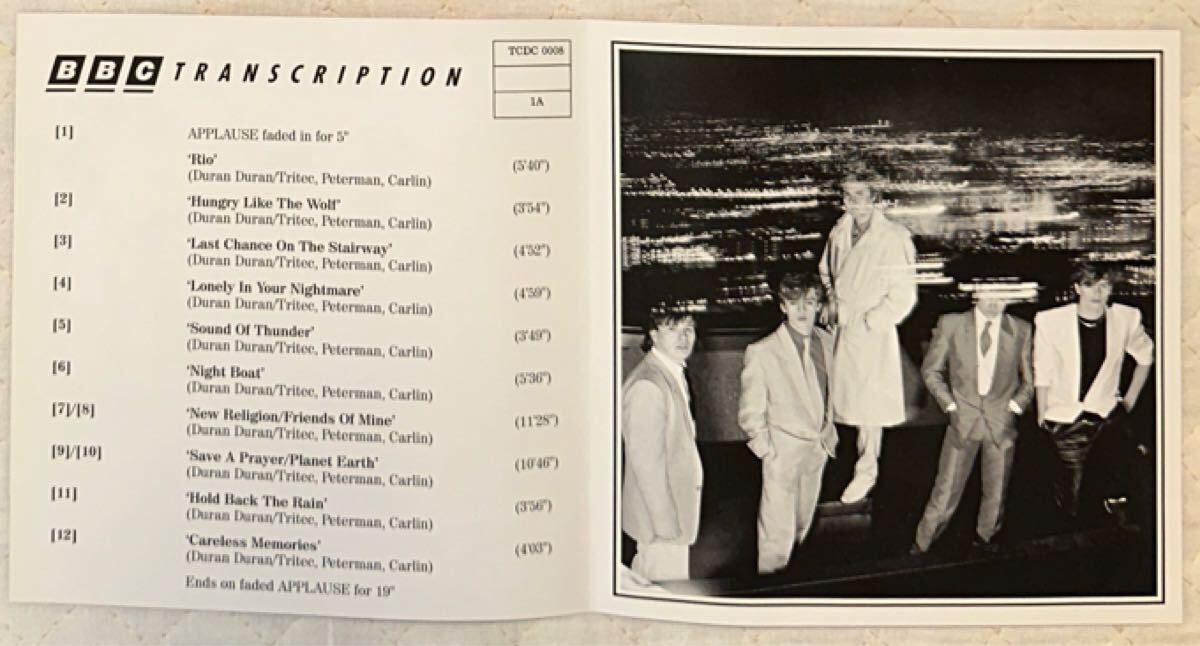 BBC TRANSCRIPTION
TCDC 0008
1A
[1] APPLAUSE faded in for 5"
'Rio' (5'40")
(Duran Duran/Tritec, Peterman, Carlin)
[2] 'Hungry Like The Wolf' (3'54")
(Duran Duran/Tritec, Peterman, Carlin)
[3] 'Last Chance On The Stairway' (4'52")
(Duran Duran/Tritec, Peterman, Carlin)
[4] 'Lonely In Your Nightmare' (4'59")
(Duran Duran/Tritec, Peterman, Carlin)
[5] 'Sound Of Thunder' (3'49")
(Duran Duran/Tritec, Peterman, Carlin)
[6] 'Night Boat' (5'36")
(Duran Duran/Tritec, Peterman, Carlin)
[7]/[8] 'New Religion/Friends Of Mine' (11'28")
(Duran Duran/Tritec, Peterman, Carlin)
[9]/[10] 'Save A Prayer/Planet Earth' (10'46")
(Duran Duran/Tritec, Peterman, Carlin)
[11] 'Hold Back The Rain' (3'56")
(Duran Duran/Tritec, Peterman, Carlin)
[12] 'Careless Memories' (4'03")
(Duran Duran/Tritec, Peterman, Carlin)
Ends on faded APPLAUSE for 19"